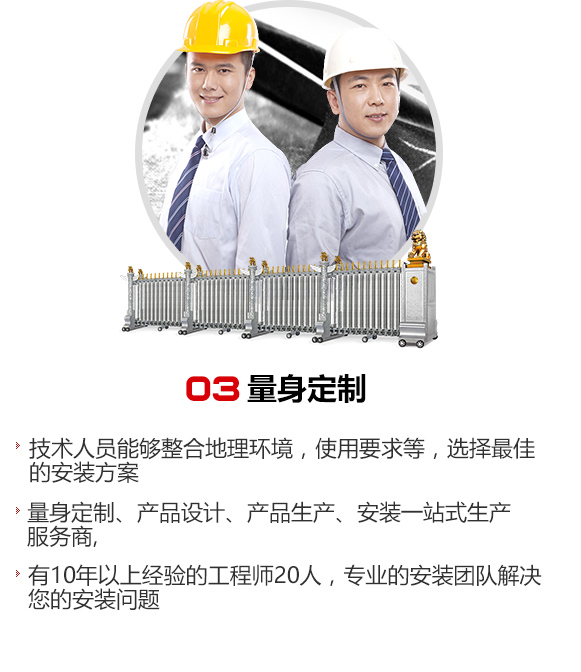 03 量身定制
技术人员能够整合地理环境，使用要求等，选择最佳
的安装方案
量身定制、产品设计、产品生产、安装一站式生产
服务商,
有10年以上经验的工程师20人，专业的安装团队解决
您的安装问题